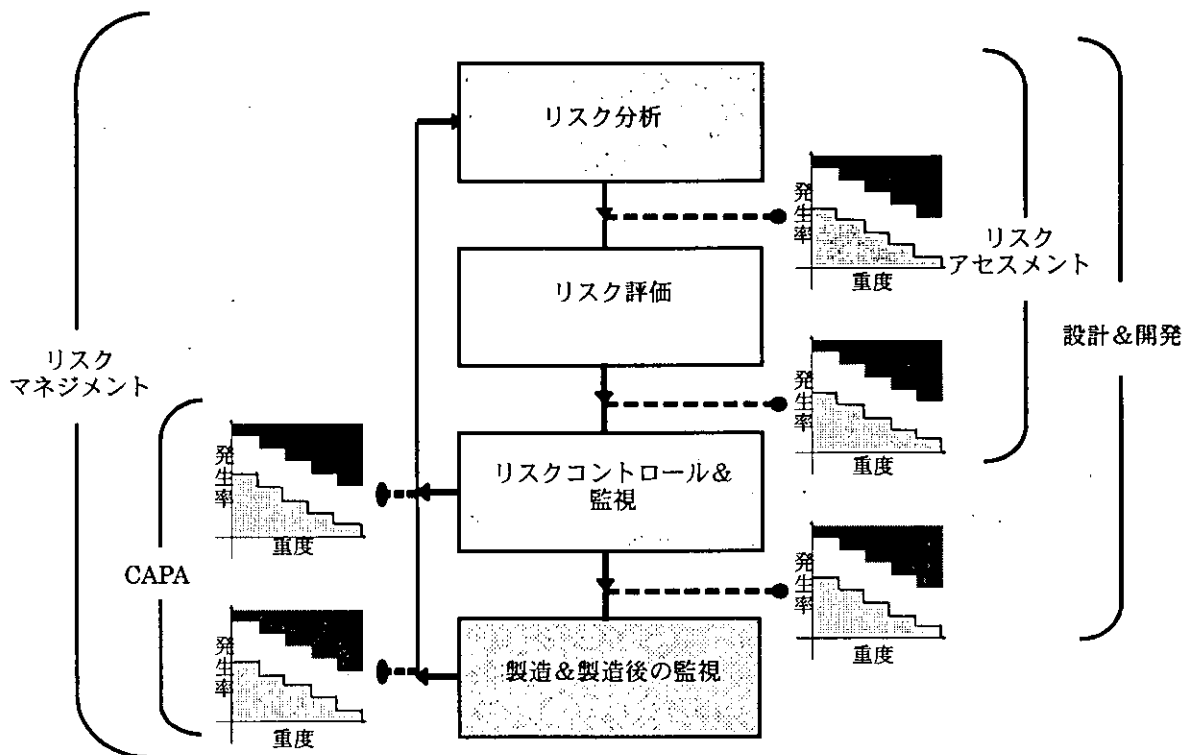 リスク分析
発生率
重度
リスク
アセスメント
リスク評価
設計&開発
リスク
マネジメント
発生率
重度
リスクコントロール&
監視
発生率
重度
CAPA
発生率
重度
製造&製造後の監視
発生率
重度